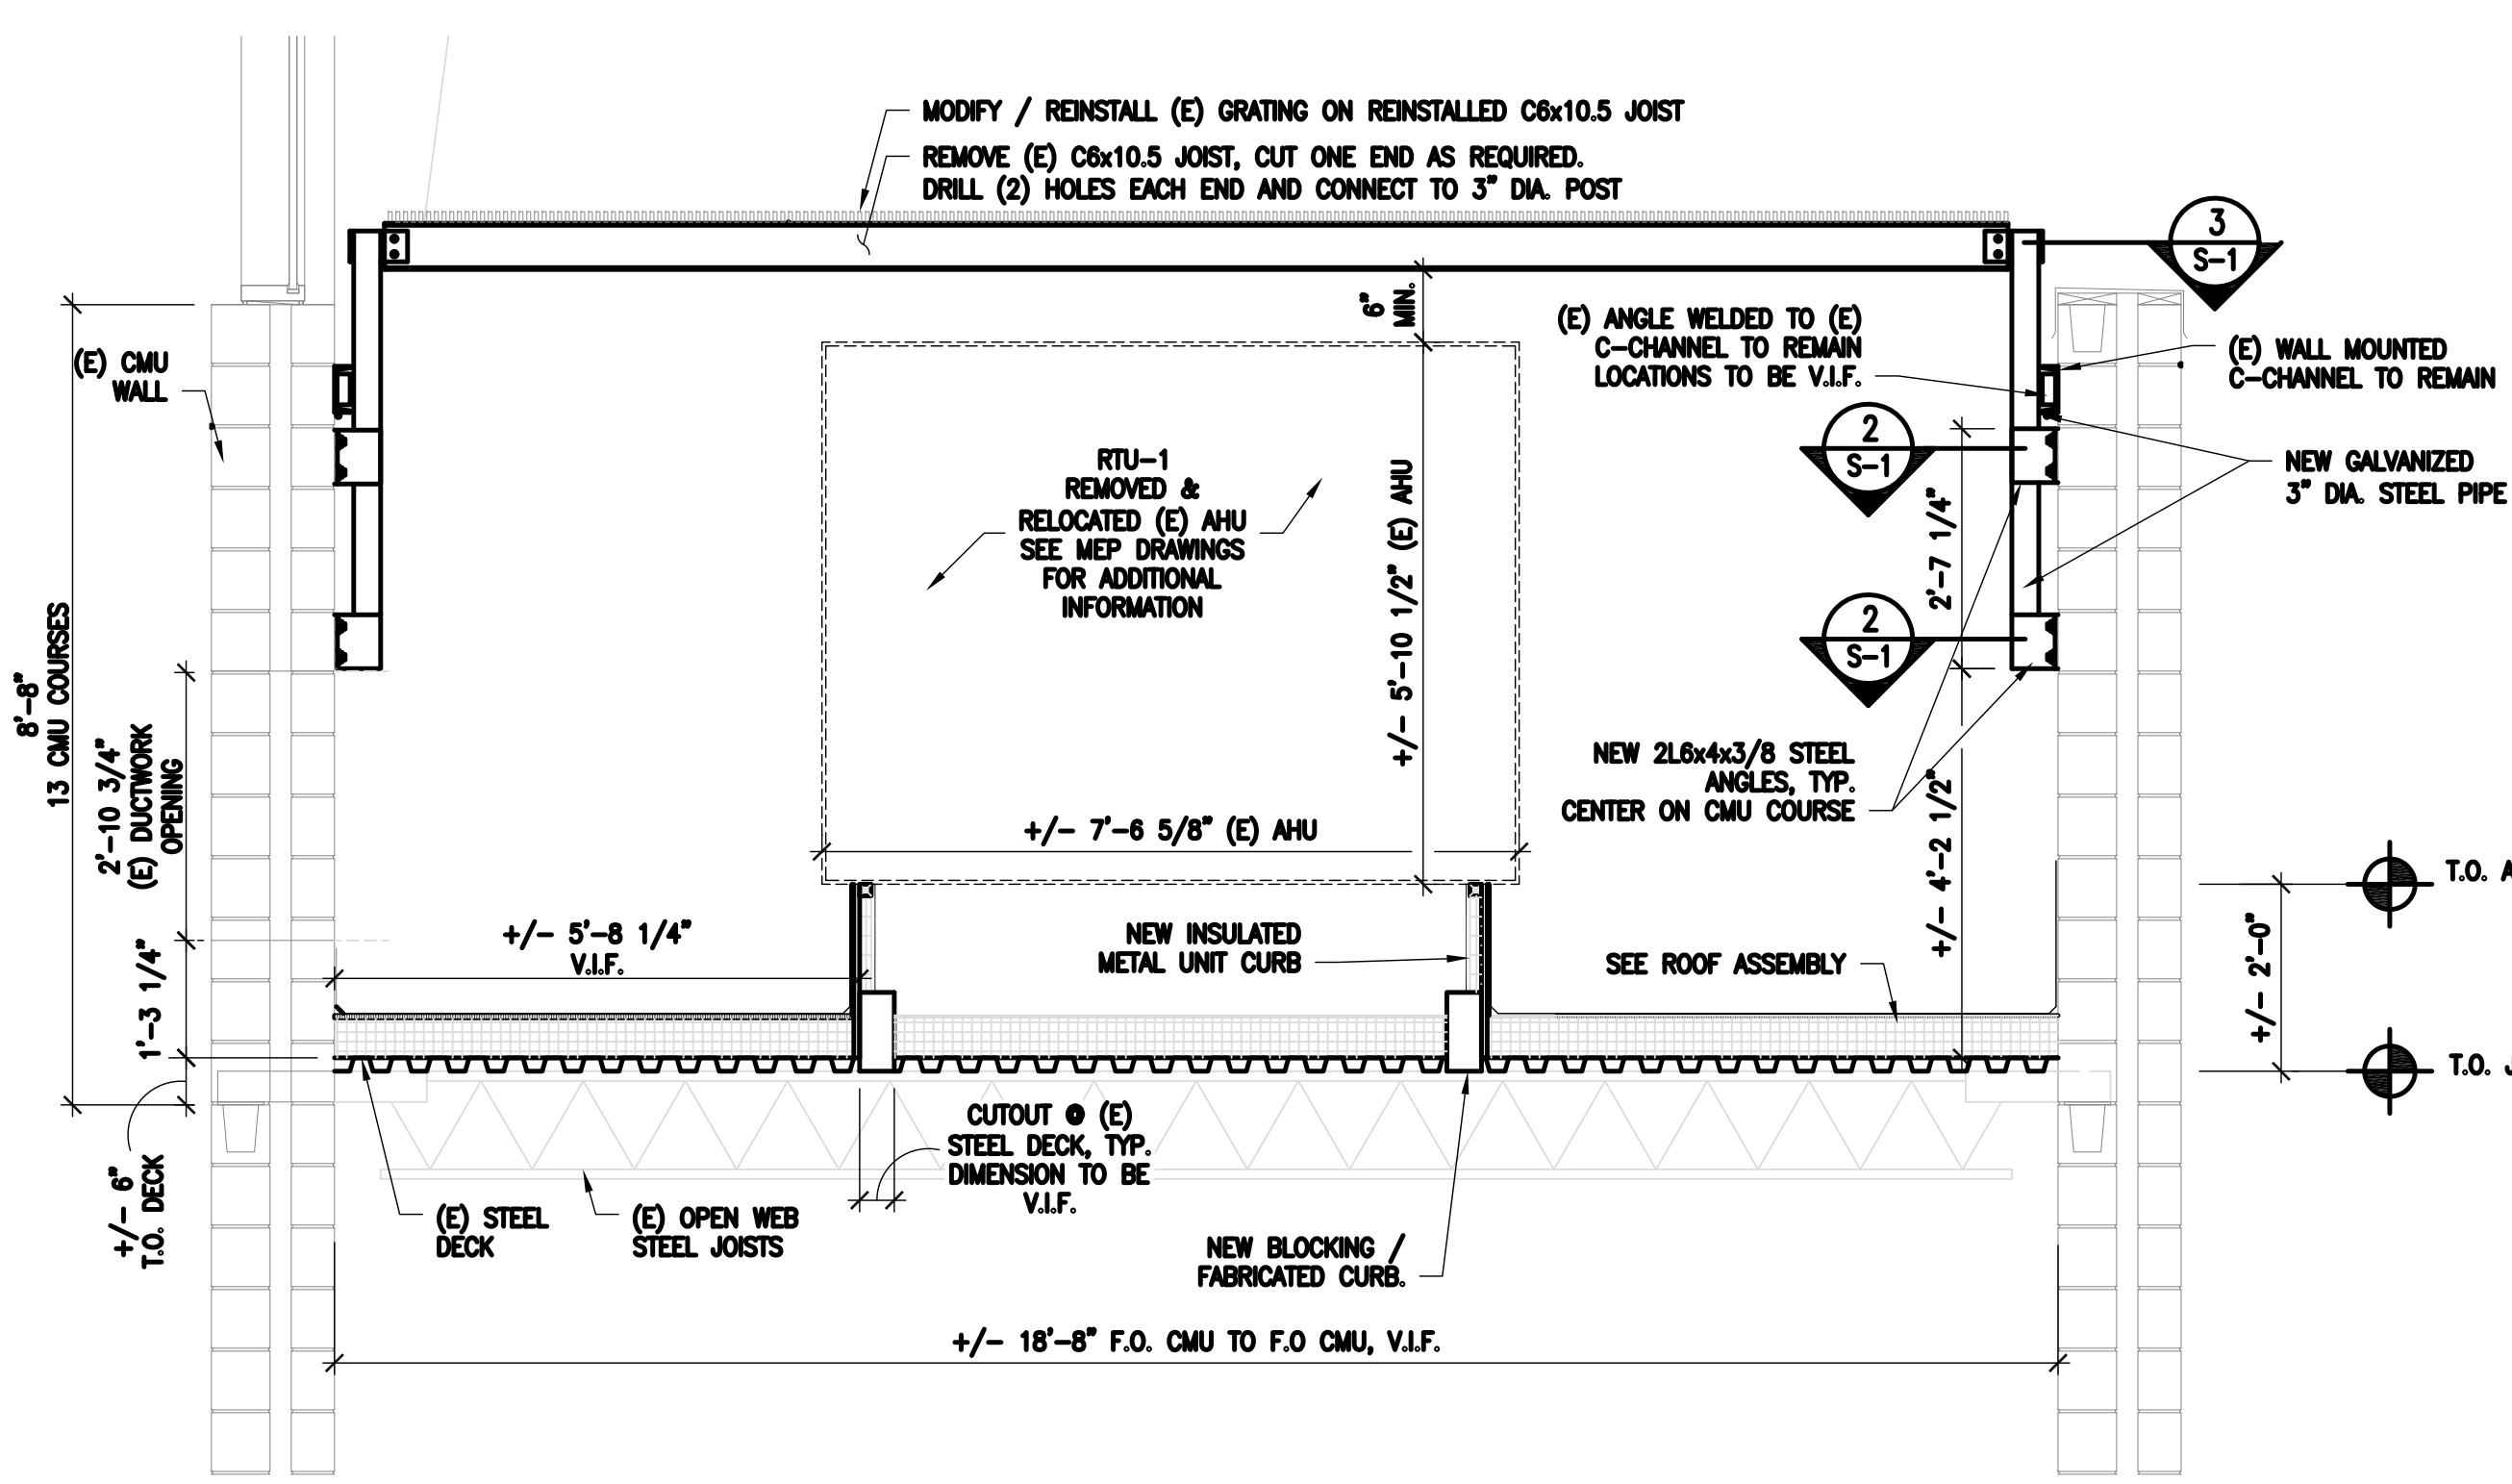 MODIFY / REINSTALL (E) GRATING ON REINSTALLED C6x10.5 JOIST
REMOVE (E) C6x10.5 JOIST, CUT ONE END AS REQUIRED.
DRILL (2) HOLES EACH END AND CONNECT TO 3" DIA. POST
3
S-1
6"
MIN.
(E) ANGLE WELDED TO (E)
C-CHANNEL TO REMAIN
LOCATIONS TO BE V.I.F.
(E) WALL MOUNTED
C-CHANNEL TO REMAIN
(E) CMU
WALL
2
S-1
NEW GALVANIZED
3" DIA. STEEL PIPE
RTU-1
REMOVED &
RELOCATED (E) AHU
SEE MEP DRAWINGS
FOR ADDITIONAL
INFORMATION
+/- 5'-10 1/2" (E) AHU
2'-7 1/4"
2
S-1
8'-8"
13 CMU COURSES
2'-10 3/4"
(E) DUCTWORK
OPENING
NEW 2L6x4x3/8 STEEL
ANGLES, TYP.
CENTER ON CMU COURSE
+/- 4'-2 1/2"
+/- 7'-6 5/8" (E) AHU
T.O. A
+/- 5'-8 1/4"
V.I.F.
NEW INSULATED
METAL UNIT CURB
SEE ROOF ASSEMBLY
+/- 2'-0"
1'-3 1/4"
T.O. J
+/- 6"
T.O. DECK
CUTOUT @ (E)
STEEL DECK, TYP.
DIMENSION TO BE
V.I.F.
(E) STEEL
DECK
(E) OPEN WEB
STEEL JOISTS
NEW BLOCKING /
FABRICATED CURB.
+/- 18'-8" F.O. CMU TO F.O CMU, V.I.F.